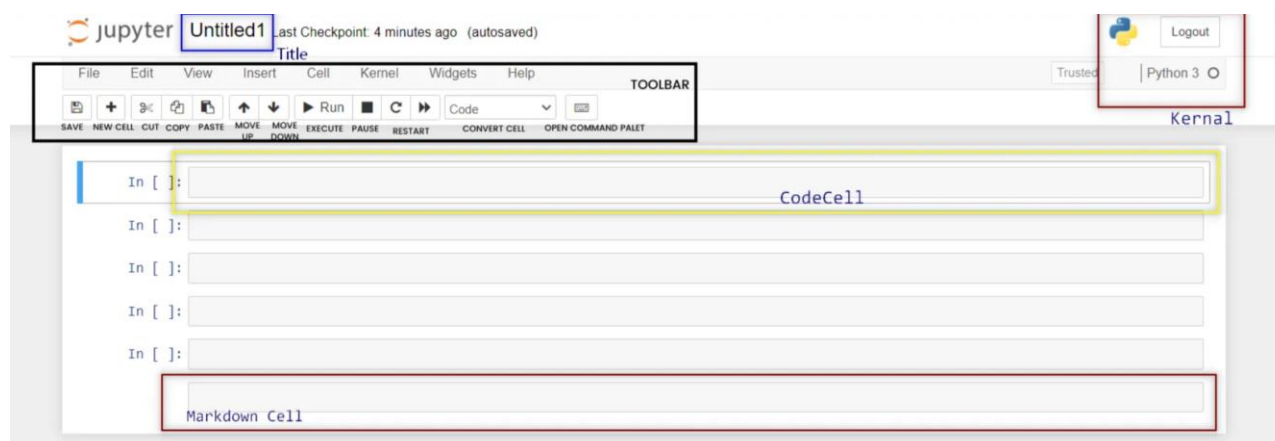 jupyter Untitled1 Last Checkpoint: 4 minutes ago (autosaved) Logout
Title
File Edit View Insert Cell Kernel Widgets Help TOOLBAR Trusted Python 3
Run Code
SAVE NEW CELL CUT COPY PASTE MOVE UP MOVE DOWN EXECUTE PAUSE RESTART CONVERT CELL OPEN COMMAND PALET
Kernal
In [ ]:
CodeCell
In [ ]:
In [ ]:
In [ ]:
In [ ]:
Markdown Cell